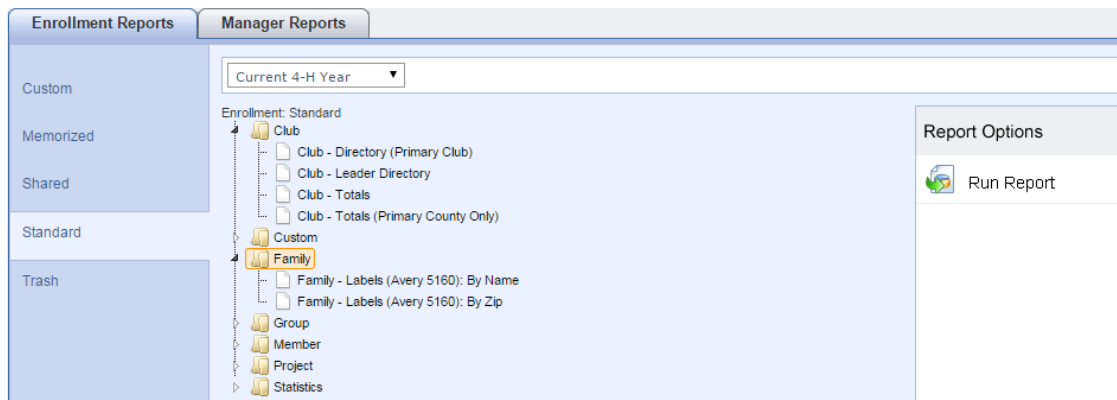 Enrollment Reports
Manager Reports
Custom
Memorized
Shared
Standard
Trash
Current 4-H Year
Enrollment: Standard
Club
Club - Directory (Primary Club)
Club - Leader Directory
Club - Totals
Club - Totals (Primary County Only)
Custom
Family
Family - Labels (Avery 5160): By Name
Family - Labels (Avery 5160): By Zip
Group
Member
Project
Statistics
Report Options
Run Report